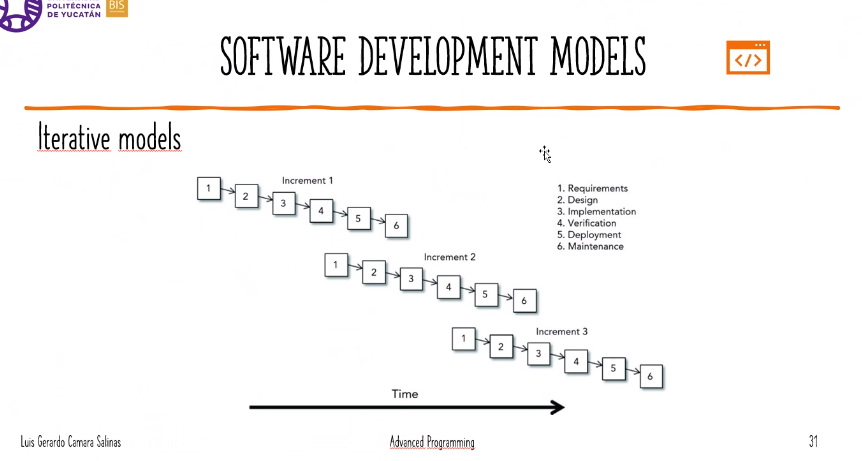 POLITÉCNICA
DE YUCATÁN
BIS
SOFTWARE DEVELOPMENT MODELS
</>
Iterative models
Increment 1
1 2 3 4 5 6
Increment 2
1 2 3 4 5 6
Increment 3
1 2 3 4 5 6
1. Requirements
2. Design
3. Implementation
4. Verification
5. Deployment
6. Maintenance
Time
Luis Gerardo Camara Salinas
Advanced Programming
31